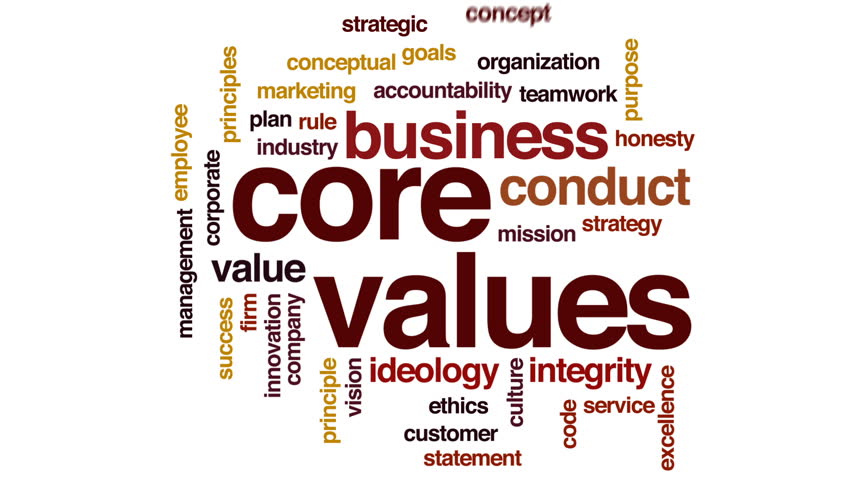 concept
strategic
goals
conceptual
organization
principles
purpose
marketing
accountability
teamwork
employee
plan
rule
business
honesty
industry
corporate
core
conduct
strategy
mission
management
value
values
success
firm
innovation
company
principle
vision
ideology
culture
integrity
excellence
ethics
code
service
customer
statement